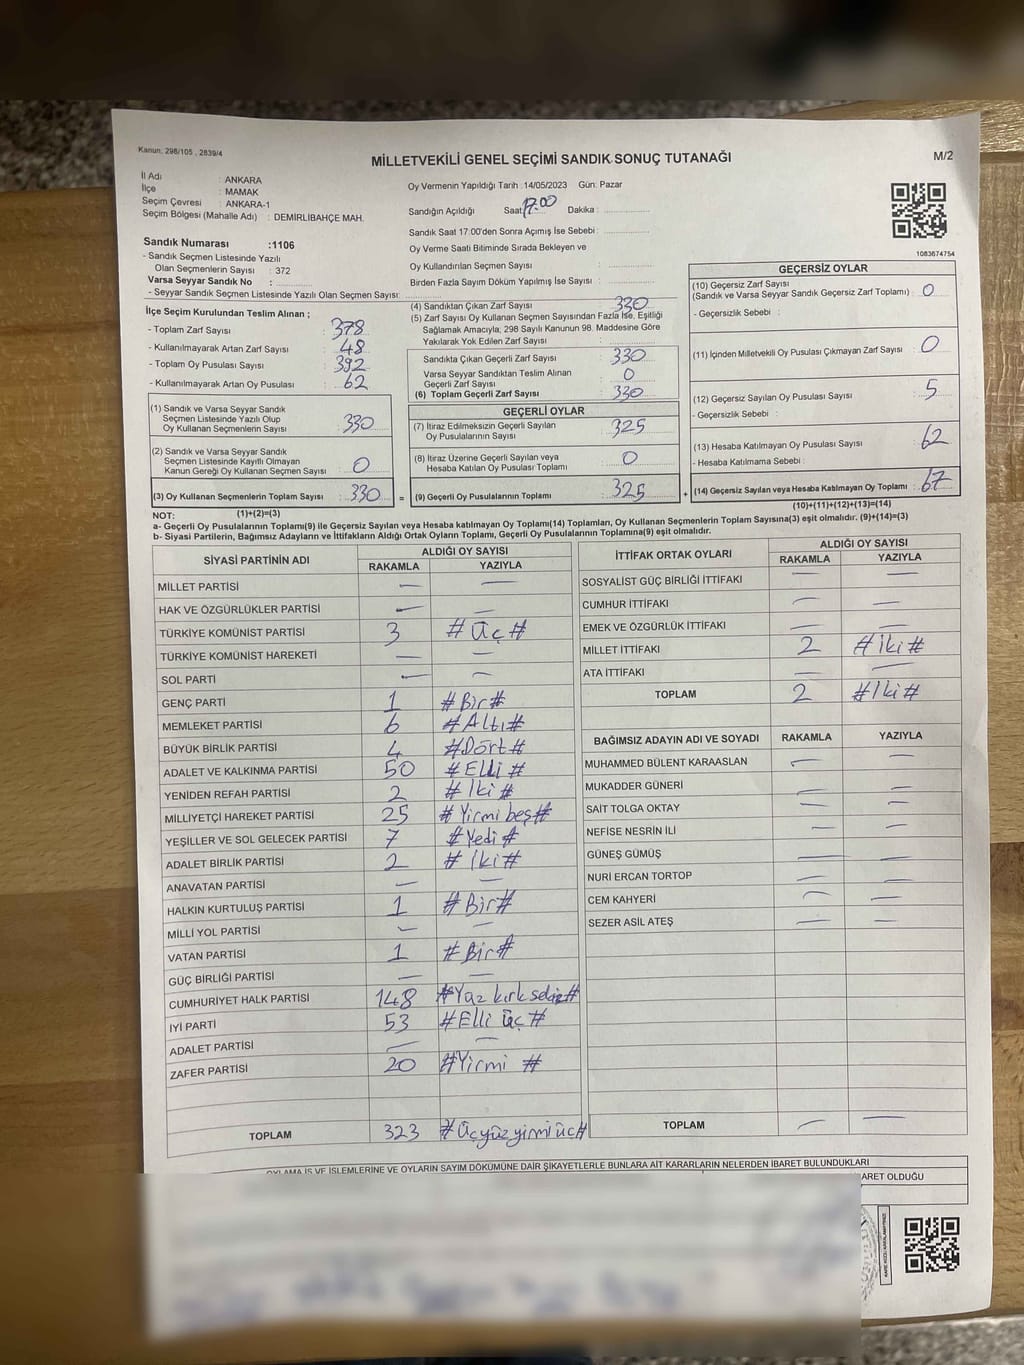 Kanun: 298/105 , 2839/4
MİLLETVEKİLİ GENEL SEÇİMİ SANDIK SONUÇ TUTANAĞI
M/2
İl Adı : ANKARA
İlçe : MAMAK
Seçim Çevresi : ANKARA-1
Seçim Bölgesi (Mahalle Adı) : DEMİRLİBAHÇE MAH.
Sandık Numarası :1106
- Sandık Seçmen Listesinde Yazılı
Olan Seçmenlerin Sayısı : 372
Varsa Seyyar Sandık No :
- Seyyar Sandık Seçmen Listesinde Yazılı Olan Seçmen Sayısı:
Oy Vermenin Yapıldığı Tarih :14/05/2023 Gün: Pazar
Sandığın Açıldığı Saat: 17:00 Dakika :
Sandık Saat 17:00'den Sonra Açımış İse Sebebi :
Oy Verme Saati Bitiminde Sırada Bekleyen ve
Oy Kullandırılan Seçmen Sayısı :
Birden Fazla Sayım Döküm Yapılmış İse Sayısı :
1083674754
İlçe Seçim Kurulundan Teslim Alınan ;
- Toplam Zarf Sayısı : 378
- Kullanılmayarak Artan Zarf Sayısı : 48
- Toplam Oy Pusulası Sayısı : 392
- Kullanılmayarak Artan Oy Pusulası : 62
(1) Sandık ve Varsa Seyyar Sandık
Seçmen Listesinde Yazılı Olup
Oy Kullanan Seçmenlerin Sayısı : 330
(2) Sandık ve Varsa Seyyar Sandık
Seçmen Listesinde Kayıtlı Olmayan
Kanun Gereği Oy Kullanan Seçmen Sayısı : 0
(3) Oy Kullanan Seçmenlerin Toplam Sayısı : 330
(4) Sandıktan Çıkan Zarf Sayısı : 330
(5) Zarf Sayısı Oy Kullanan Seçmen Sayısından Fazla İse, Eşitliği
Sağlamak Amacıyla; 298 Sayılı Kanunun 98. Maddesine Göre
Yakılarak Yok Edilen Zarf Sayısı :
Sandıkta Çıkan Geçerli Zarf Sayısı : 330
Varsa Seyyar Sandıktan Teslim Alınan
Geçerli Zarf Sayısı : 0
(6) Toplam Geçerli Zarf Sayısı : 330
GEÇERLİ OYLAR
(7) İtiraz Edilmeksizin Geçerli Sayılan
Oy Pusulalarının Sayısı : 325
(8) İtiraz Üzerine Geçerli Sayılan veya
Hesaba Katılan Oy Pusulası Toplamı : 0
= (9) Geçerli Oy Pusulalarının Toplamı : 325
GEÇERSİZ OYLAR
(10) Geçersiz Zarf Sayısı
(Sandık ve Varsa Seyyar Sandık Geçersiz Zarf Toplamı) : 0
- Geçersizlik Sebebi :
(11) İçinden Milletvekili Oy Pusulası Çıkmayan Zarf Sayısı : 0
(12) Geçersiz Sayılan Oy Pusulası Sayısı : 5
- Geçersizlik Sebebi :
(13) Hesaba Katılmayan Oy Pusulası Sayısı : 62
- Hesaba Katılmama Sebebi :
+ (14) Geçersiz Sayılan veya Hesaba Katılmayan Oy Toplamı : 67
NOT: (1)+(2)=(3)
(10)+(11)+(12)+(13)=(14)
a- Geçerli Oy Pusulalarının Toplamı(9) ile Geçersiz Sayılan veya Hesaba katılmayan Oy Toplamı(14) Toplamları, Oy Kullanan Seçmenlerin Toplam Sayısına(3) eşit olmalıdır. (9)+(14)=(3)
b- Siyasi Partilerin, Bağımsız Adayların ve İttifakların Aldığı Ortak Oyların Toplamı, Geçerli Oy Pusulalarının Toplamına(9) eşit olmalıdır.
SİYASİ PARTİNİN ADI ALDIĞI OY SAYISI
RAKAMLA YAZIYLA
MİLLET PARTİSİ — —
HAK VE ÖZGÜRLÜKLER PARTİSİ — —
TÜRKİYE KOMÜNİST PARTİSİ 3 #Üç#
TÜRKİYE KOMÜNİST HAREKETİ — —
SOL PARTİ — —
GENÇ PARTİ 1 #Bir#
MEMLEKET PARTİSİ 6 #Altı#
BÜYÜK BİRLİK PARTİSİ 4 #Dört#
ADALET VE KALKINMA PARTİSİ 50 #Elli#
YENİDEN REFAH PARTİSİ 2 #İki#
MİLLİYETÇİ HAREKET PARTİSİ 25 #Yirmi beş#
YEŞİLLER VE SOL GELECEK PARTİSİ 7 #Yedi#
ADALET BİRLİK PARTİSİ 2 #İki#
ANAVATAN PARTİSİ — —
HALKIN KURTULUŞ PARTİSİ 1 #Bir#
MİLLİ YOL PARTİSİ — —
VATAN PARTİSİ 1 #Bir#
GÜÇ BİRLİĞİ PARTİSİ — —
CUMHURİYET HALK PARTİSİ 148 #Yüz kırk sekiz#
İYİ PARTİ 53 #Elli üç#
ADALET PARTİSİ — —
ZAFER PARTİSİ 20 #Yirmi #
TOPLAM 323 #Üçyüzyirmiüç#
İTTİFAK ORTAK OYLARI ALDIĞI OY SAYISI
RAKAMLA YAZIYLA
SOSYALİST GÜÇ BİRLİĞİ İTTİFAKI — —
CUMHUR İTTİFAKI — —
EMEK VE ÖZGÜRLÜK İTTİFAKI — —
MİLLET İTTİFAKI 2 #İki#
ATA İTTİFAKI — —
TOPLAM 2 #İki#
BAĞIMSIZ ADAYIN ADI VE SOYADI RAKAMLA YAZIYLA
MUHAMMED BÜLENT KARAASLAN — —
MUKADDER GÜNERİ — —
SAİT TOLGA OKTAY — —
NEFİSE NESRİN İLİ — —
GÜNEŞ GÜMÜŞ — —
NURİ ERCAN TORTOP — —
CEM KAHYERİ — —
SEZER ASİL ATEŞ — —
TOPLAM — —
OYLAMA İŞ VE İŞLEMLERİNE VE OYLARIN SAYIM DÖKÜMÜNE DAİR ŞİKAYETLERLE BUNLARA AİT KARARLARIN NELERDEN İBARET BULUNDUKLARI
ARET OLDUĞU